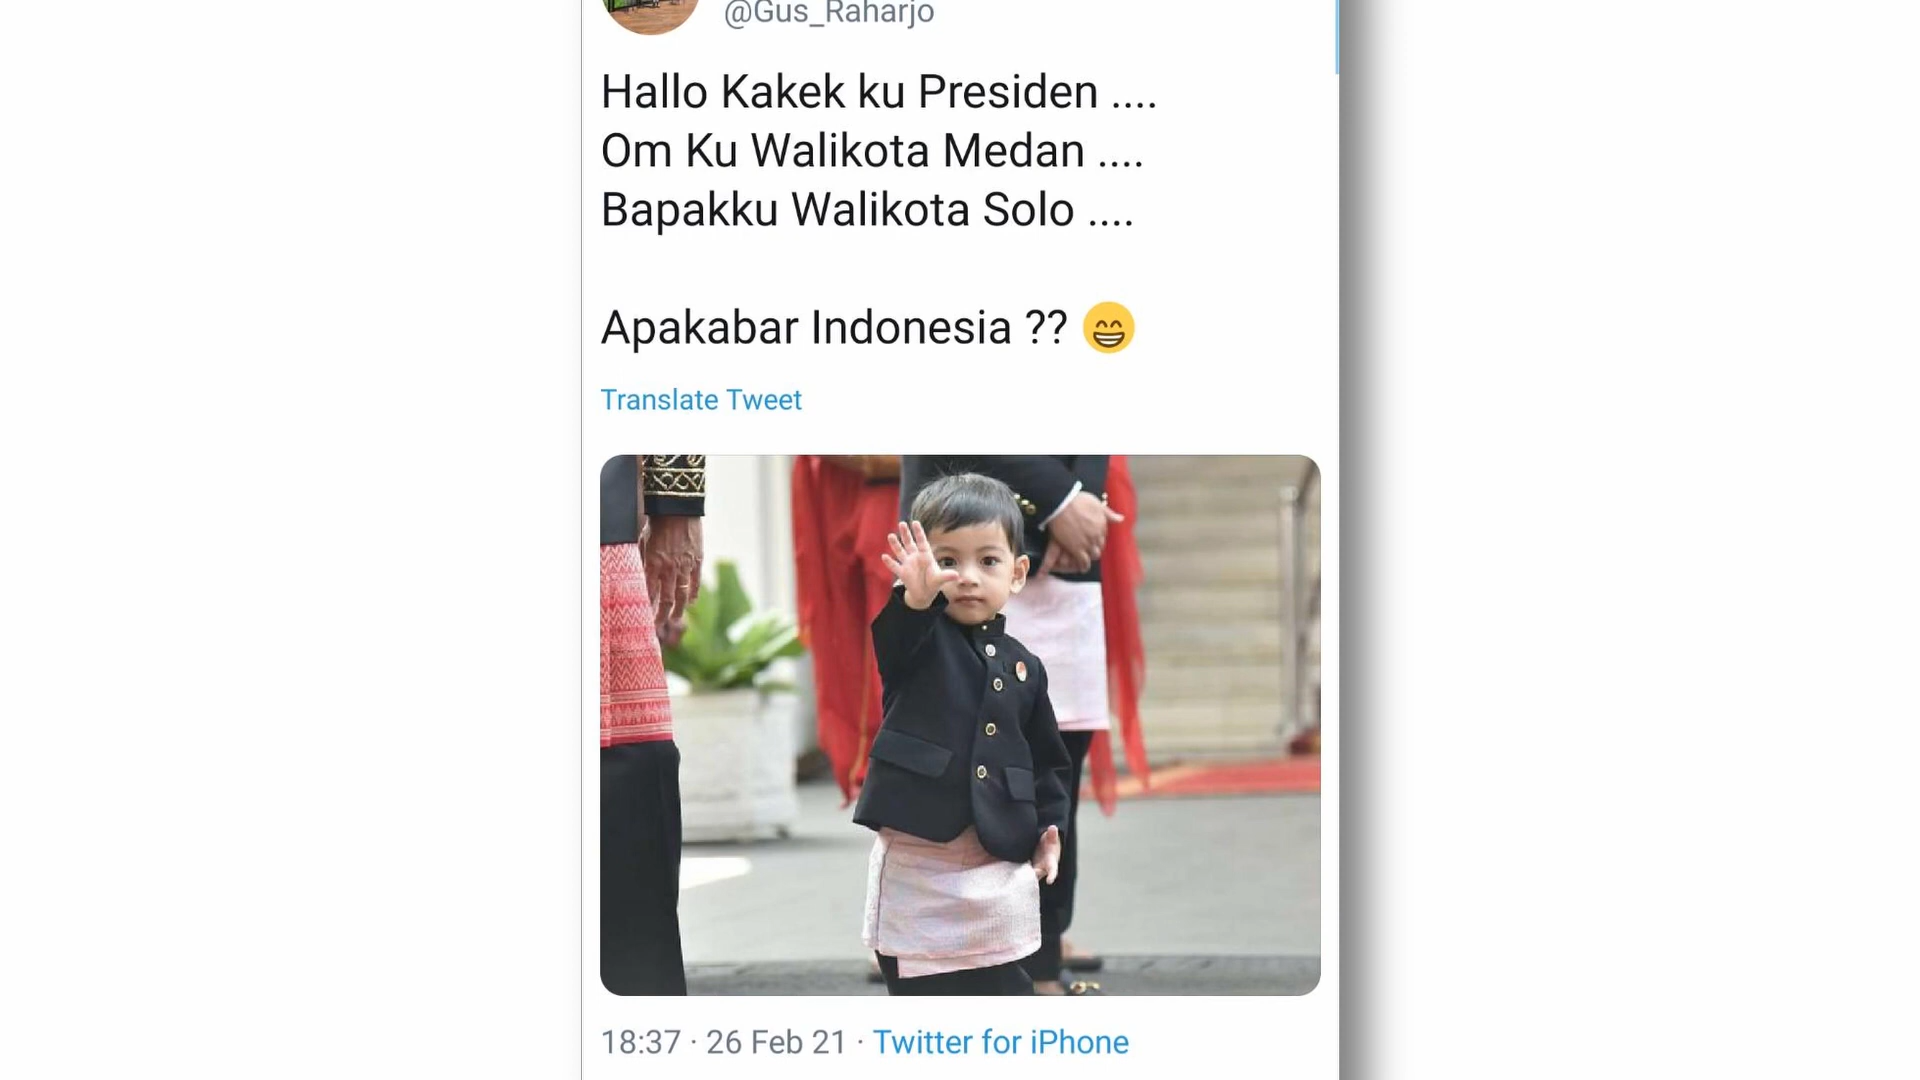 @Gus_Raharjo
Hallo Kakek ku Presiden ....
Om Ku Walikota Medan ....
Bapakku Walikota Solo ....
Apakabar Indonesia ?? 😁
Translate Tweet
18:37 · 26 Feb 21 · Twitter for iPhone